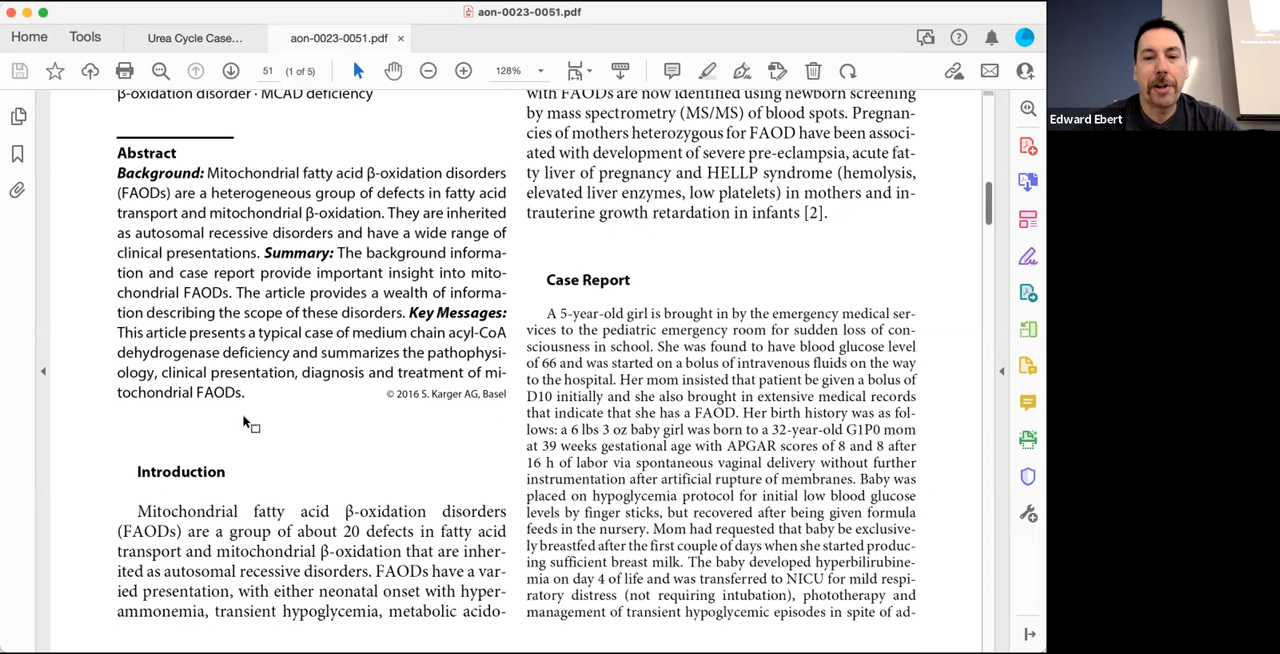 aon-0023-0051.pdf
Home
Tools
Urea Cycle Case...
aon-0023-0051.pdf
51
(1 of 5)
128%
β-oxidation disorder · MCAD deficiency
Abstract
Background: Mitochondrial fatty acid β-oxidation disorders
(FAODs) are a heterogeneous group of defects in fatty acid
transport and mitochondrial β-oxidation. They are inherited
as autosomal recessive disorders and have a wide range of
clinical presentations. Summary: The background informa-
tion and case report provide important insight into mito-
chondrial FAODs. The article provides a wealth of informa-
tion describing the scope of these disorders. Key Messages:
This article presents a typical case of medium chain acyl-CoA
dehydrogenase deficiency and summarizes the pathophysi-
ology, clinical presentation, diagnosis and treatment of mi-
tochondrial FAODs.
© 2016 S. Karger AG, Basel
Introduction
Mitochondrial fatty acid β-oxidation disorders
(FAODs) are a group of about 20 defects in fatty acid
transport and mitochondrial β-oxidation that are inher-
ited as autosomal recessive disorders. FAODs have a var-
ied presentation, with either neonatal onset with hyper-
ammonemia, transient hypoglycemia, metabolic acido-
with FAODs are now identified using newborn screening
by mass spectrometry (MS/MS) of blood spots. Pregnan-
cies of mothers heterozygous for FAOD have been associ-
ated with development of severe pre-eclampsia, acute fat-
ty liver of pregnancy and HELLP syndrome (hemolysis,
elevated liver enzymes, low platelets) in mothers and in-
trauterine growth retardation in infants [2].
Case Report
A 5-year-old girl is brought in by the emergency medical ser-
vices to the pediatric emergency room for sudden loss of con-
sciousness in school. She was found to have blood glucose level
of 66 and was started on a bolus of intravenous fluids on the way
to the hospital. Her mom insisted that patient be given a bolus of
D10 initially and she also brought in extensive medical records
that indicate that she has a FAOD. Her birth history was as fol-
lows: a 6 lbs 3 oz baby girl was born to a 32-year-old G1P0 mom
at 39 weeks gestational age with APGAR scores of 8 and 8 after
16 h of labor via spontaneous vaginal delivery without further
instrumentation after artificial rupture of membranes. Baby was
placed on hypoglycemia protocol for initial low blood glucose
levels by finger sticks, but recovered after being given formula
feeds in the nursery. Mom had requested that baby be exclusive-
ly breastfed after the first couple of days when she started produc-
ing sufficient breast milk. The baby developed hyperbilirubine-
mia on day 4 of life and was transferred to NICU for mild respi-
ratory distress (not requiring intubation), phototherapy and
management of transient hypoglycemic episodes in spite of ad-
Edward Ebert